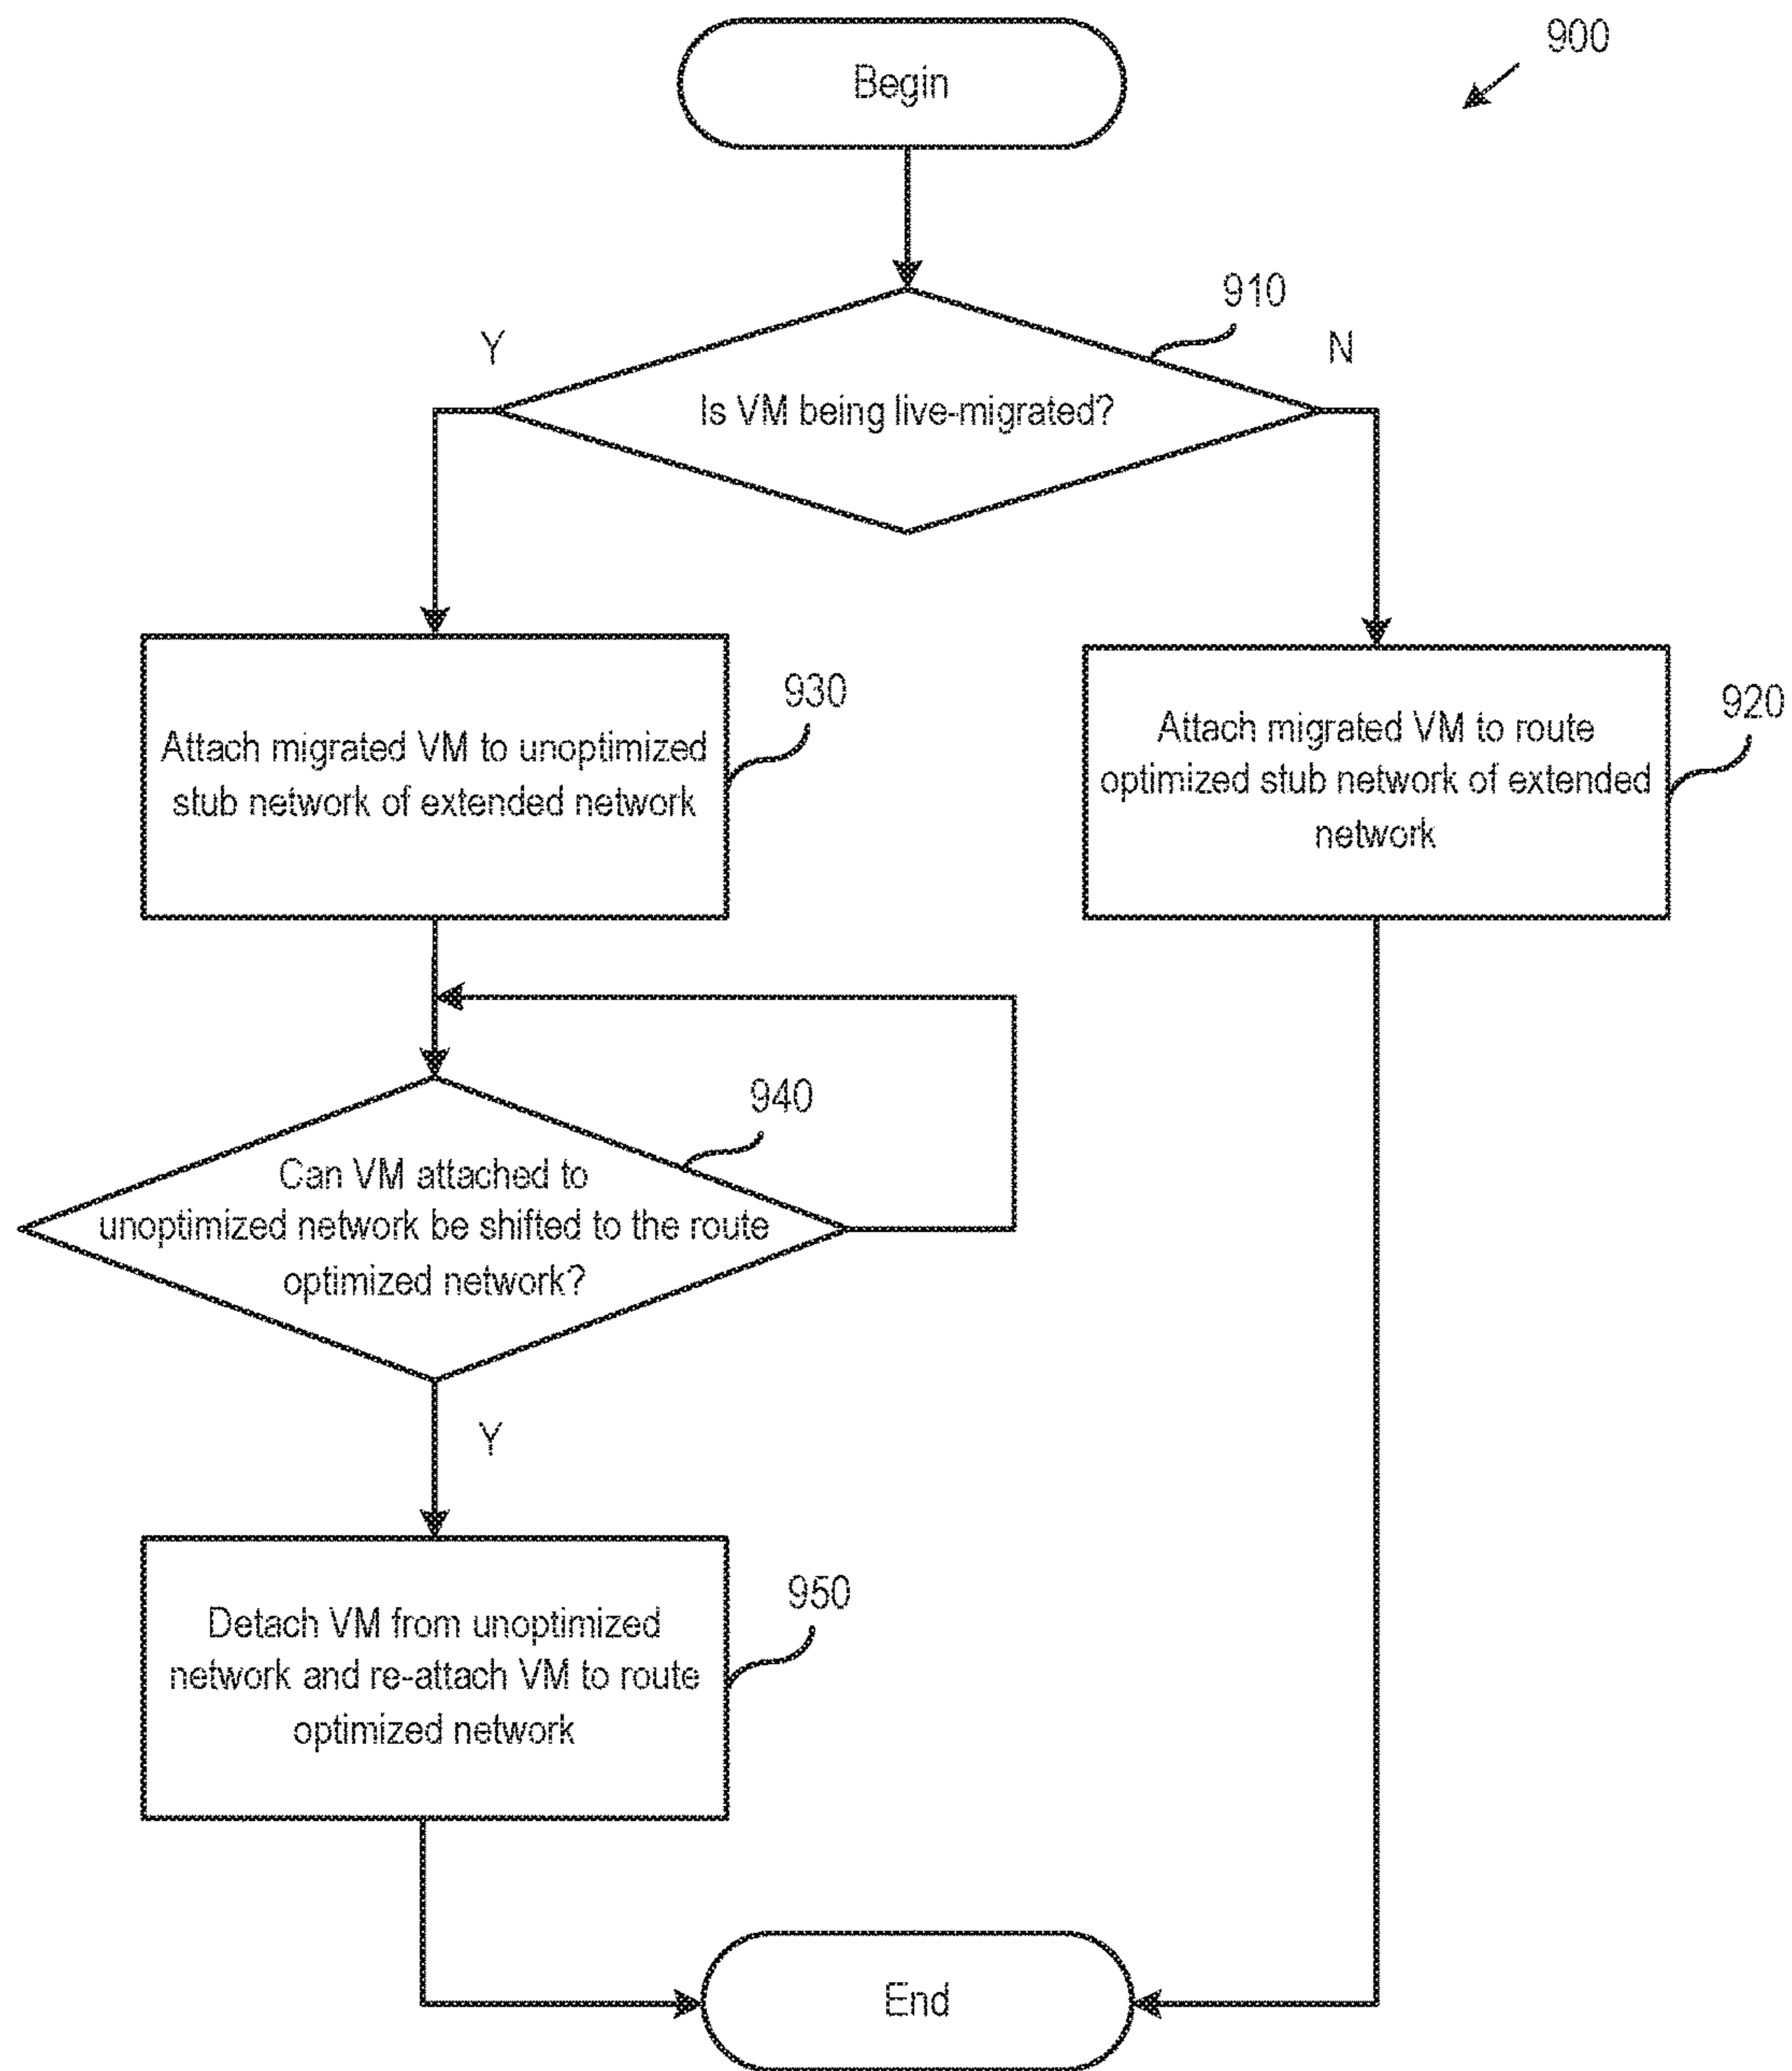 Begin
900
910
Y
N
Is VM being live-migrated?
930
Attach migrated VM to unoptimized
stub network of extended network
920
Attach migrated VM to route
optimized stub network of extended
network
940
Can VM attached to
unoptimized network be shifted to the route
optimized network?
Y
950
Detach VM from unoptimized
network and re-attach VM to route
optimized network
End